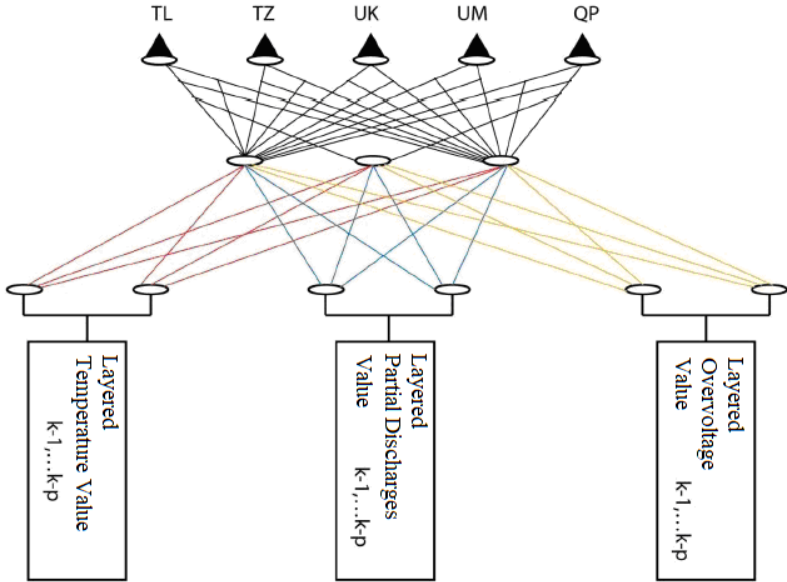 TL TZ UK UM QP
Layered
Temperature Value
k-1,...k-p
Layered
Partial Discharges
Value
k-1,...k-p
Layered
Overvoltage
Value
k-1,...k-p